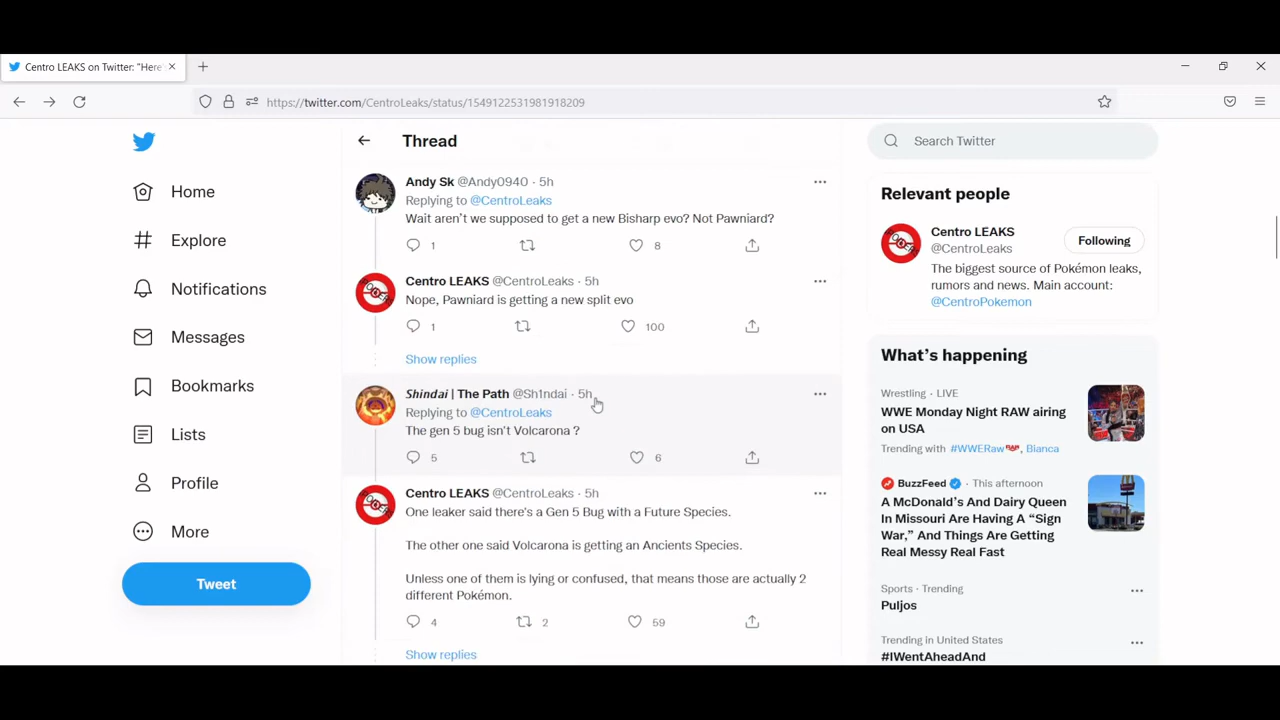 Centro LEAKS on Twitter: "Here'
https://twitter.com/CentroLeaks/status/1549122531981918209
Home
Explore
Notifications
Messages
Bookmarks
Lists
Profile
More
Tweet
Thread
Andy Sk @Andy0940 · 5h
Replying to @CentroLeaks
Wait aren't we supposed to get a new Bisharp evo? Not Pawniard?
1
8
Centro LEAKS @CentroLeaks · 5h
Nope, Pawniard is getting a new split evo
1
100
Show replies
Shindai | The Path @Sh1ndai · 5h
Replying to @CentroLeaks
The gen 5 bug isn't Volcarona ?
5
6
Centro LEAKS @CentroLeaks · 5h
One leaker said there's a Gen 5 Bug with a Future Species.
The other one said Volcarona is getting an Ancients Species.
Unless one of them is lying or confused, that means those are actually 2
different Pokémon.
4
2
59
Show replies
Search Twitter
Relevant people
Centro LEAKS
@CentroLeaks
Following
The biggest source of Pokémon leaks,
rumors and news. Main account:
@CentroPokemon
What's happening
Wrestling · LIVE
WWE Monday Night RAW airing
on USA
Trending with #WWERaw, Bianca
BuzzFeed · This afternoon
A McDonald's And Dairy Queen
In Missouri Are Having A "Sign
War," And Things Are Getting
Real Messy Real Fast
Sports · Trending
Puljos
Trending in United States
#IWentAheadAnd